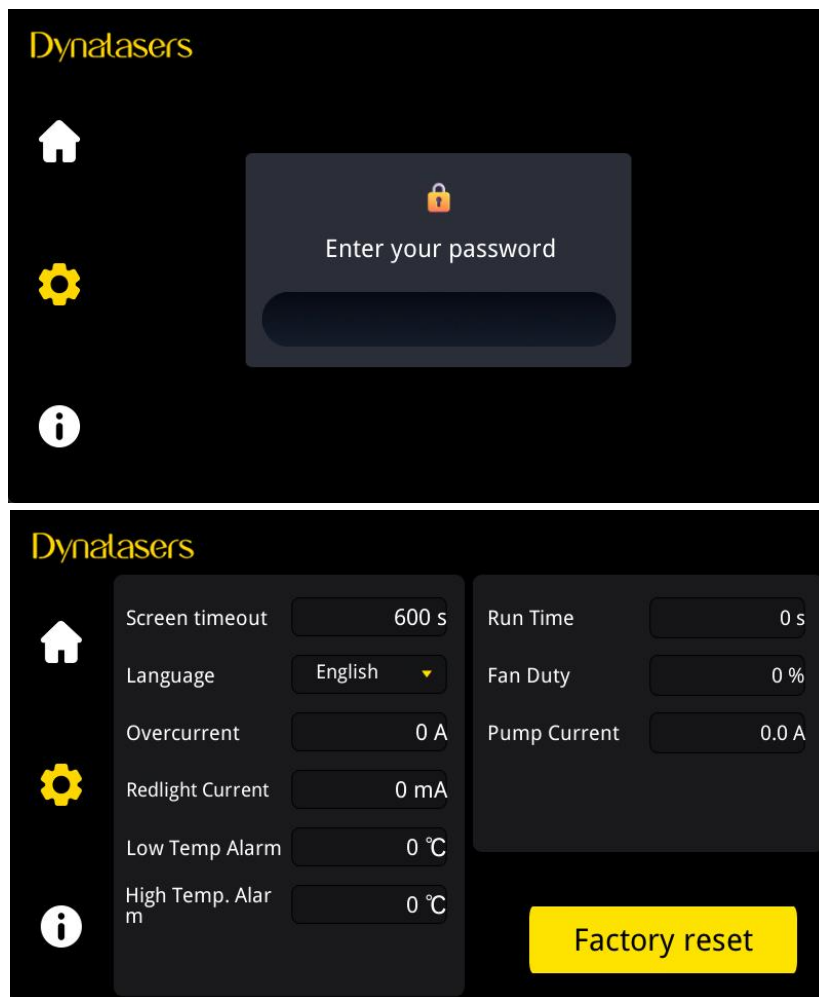 Dynalasers
Enter your password
Dynalasers
Screen timeout 600 s
Language English
Overcurrent 0 A
Redlight Current 0 mA
Low Temp Alarm 0 ℃
High Temp. Alar
m 0 ℃
Run Time 0 s
Fan Duty 0 %
Pump Current 0.0 A
Factory reset